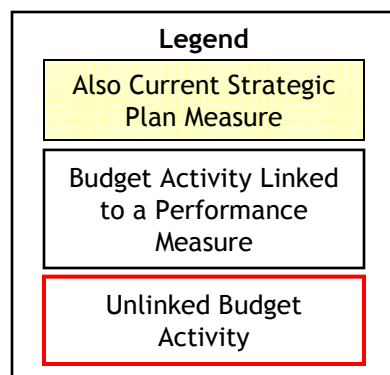 Legend
Also Current Strategic
Plan Measure
Budget Activity Linked
to a Performance
Measure
Unlinked Budget
Activity